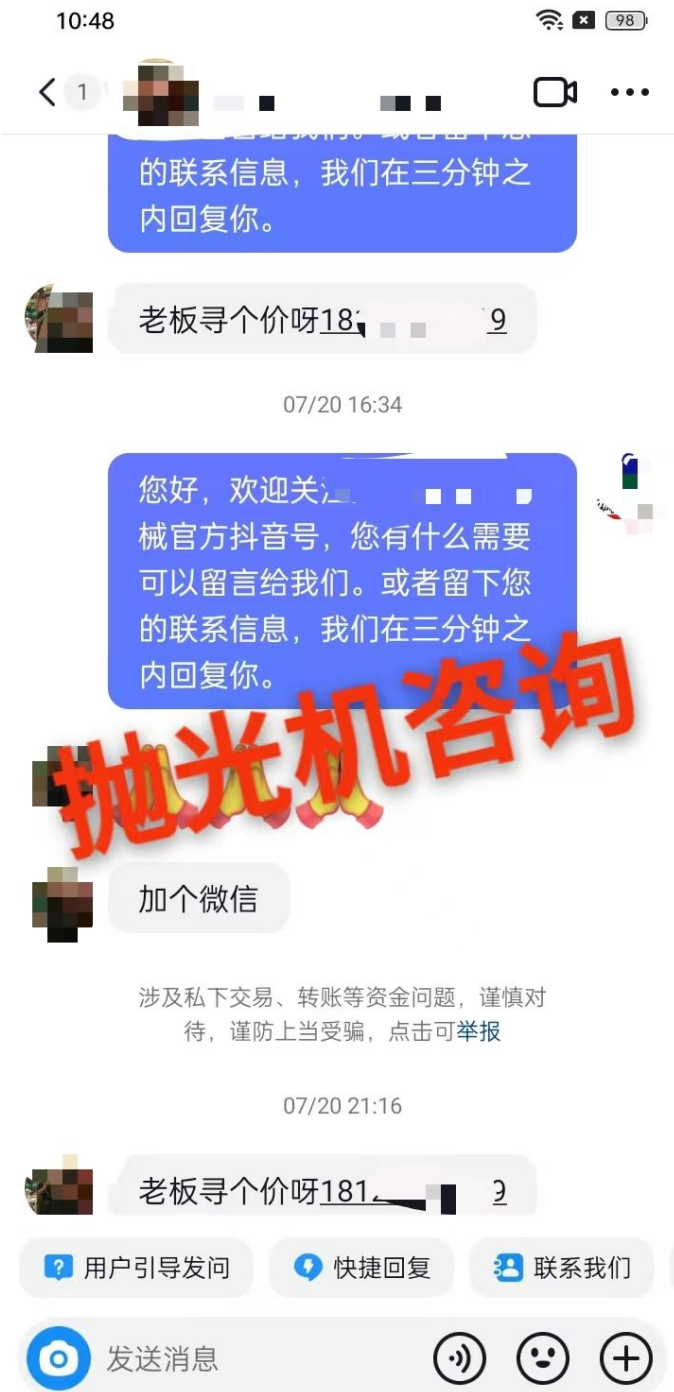 10:48
98
1
的联系信息，我们在三分钟之
内回复你。
老板寻个价呀18 9
07/20 16:34
您好，欢迎关
械官方抖音号，您有什么需要
可以留言给我们。或者留下您
的联系信息，我们在三分钟之
内回复你。
抛光机咨询
加个微信
涉及私下交易、转账等资金问题，谨慎对
待，谨防上当受骗，点击可举报
07/20 21:16
老板寻个价呀181
用户引导发问
快捷回复
联系我们
发送消息